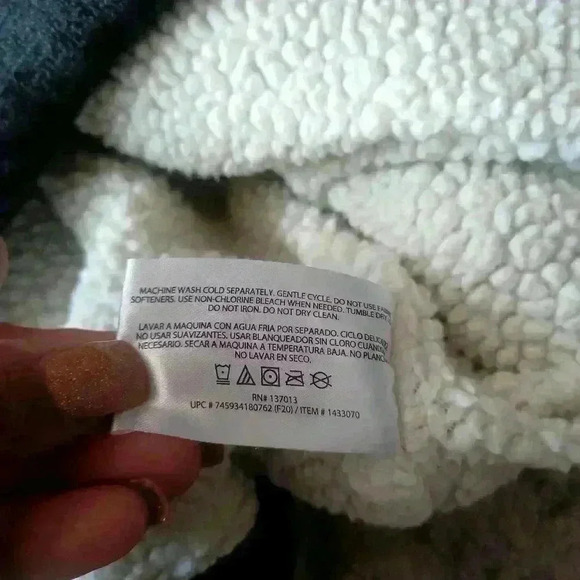 MACHINE WASH COLD SEPARATELY. GENTLE CYCLE. DO NOT USE
SOFTENERS. USE NON-CHLORINE BLEACH WHEN NEEDED. TUMBLE DRY
DO NOT IRON. DO NOT DRY CLEAN.
LAVAR A MAQUINA CON AGUA FRIA POR SEPARADO. CICLO
NO USAR SUAVIZANTES. USAR BLANQUEADOR SIN CLORO
NECESARIO. SECAR A MAQUINA A TEMPERATURA BAJA. NO
NO LAVAR EN SECO.
RN# 137013
UPC # 745934180762 (F20) / ITEM # 1433070